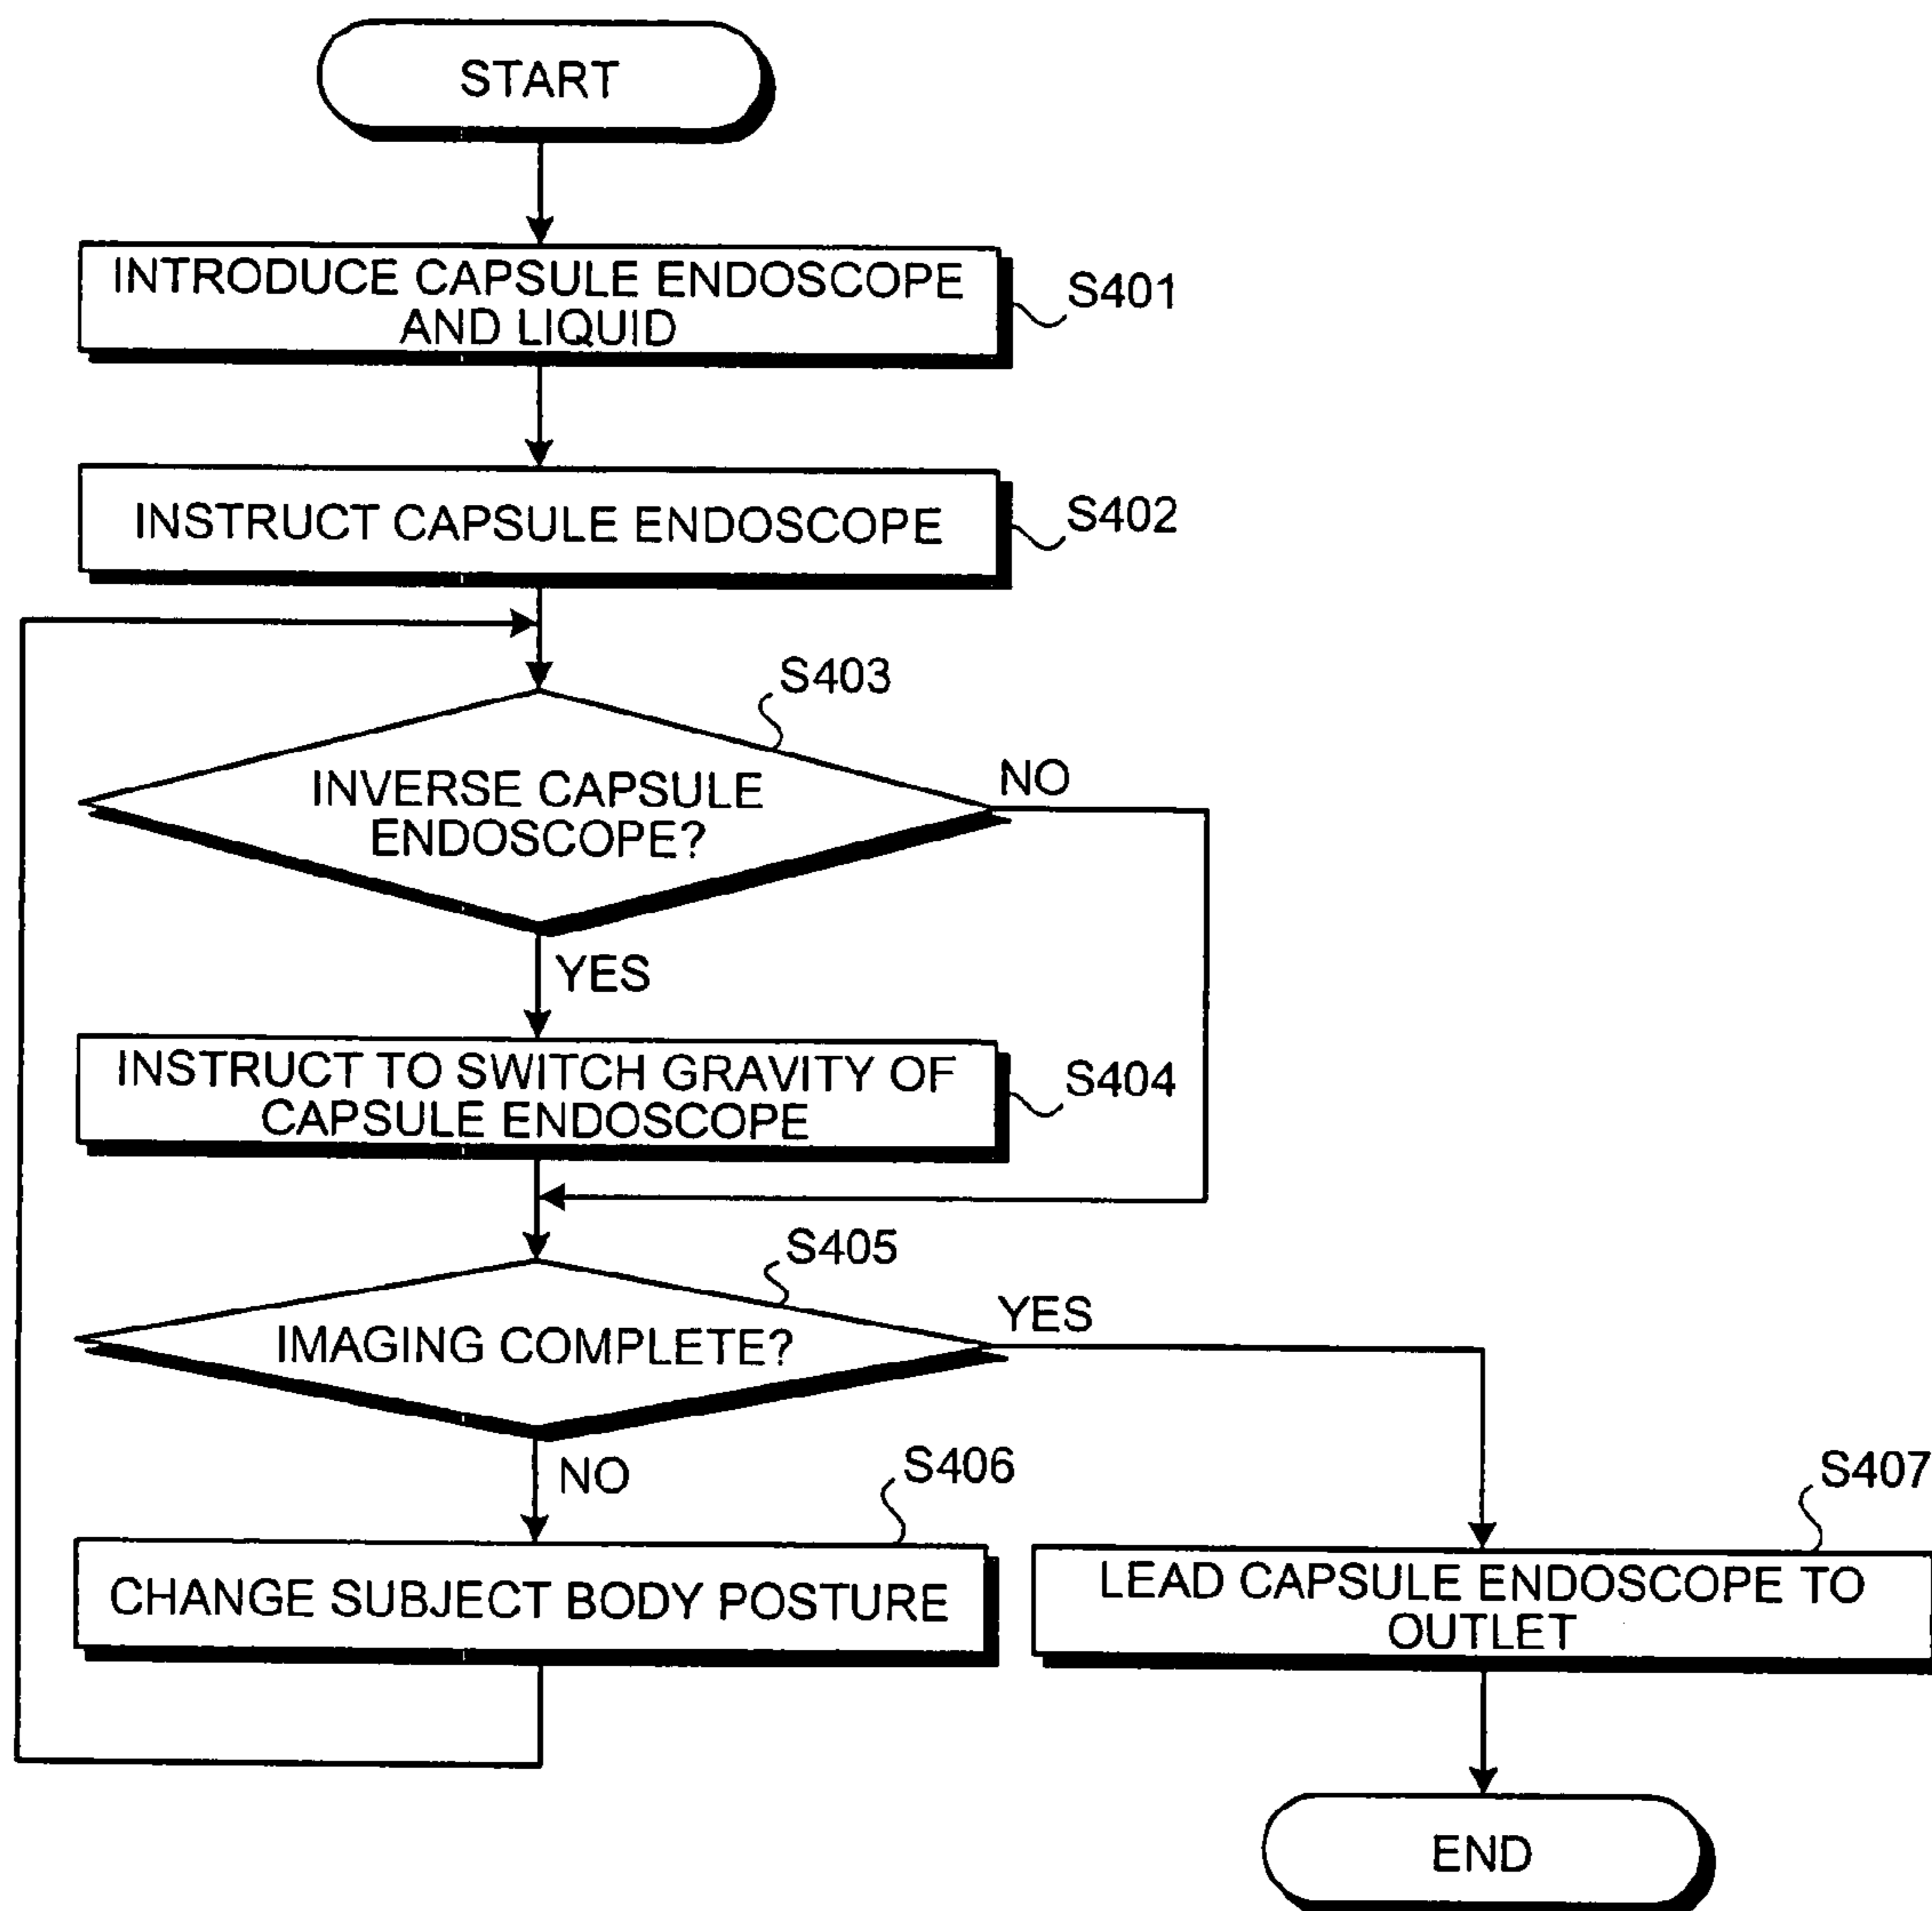 START
INTRODUCE CAPSULE ENDOSCOPE
AND LIQUID
S401
INSTRUCT CAPSULE ENDOSCOPE
S402
S403
INVERSE CAPSULE
ENDOSCOPE?
NO
YES
INSTRUCT TO SWITCH GRAVITY OF
CAPSULE ENDOSCOPE
S404
S405
IMAGING COMPLETE?
YES
NO
S406
CHANGE SUBJECT BODY POSTURE
S407
LEAD CAPSULE ENDOSCOPE TO
OUTLET
END